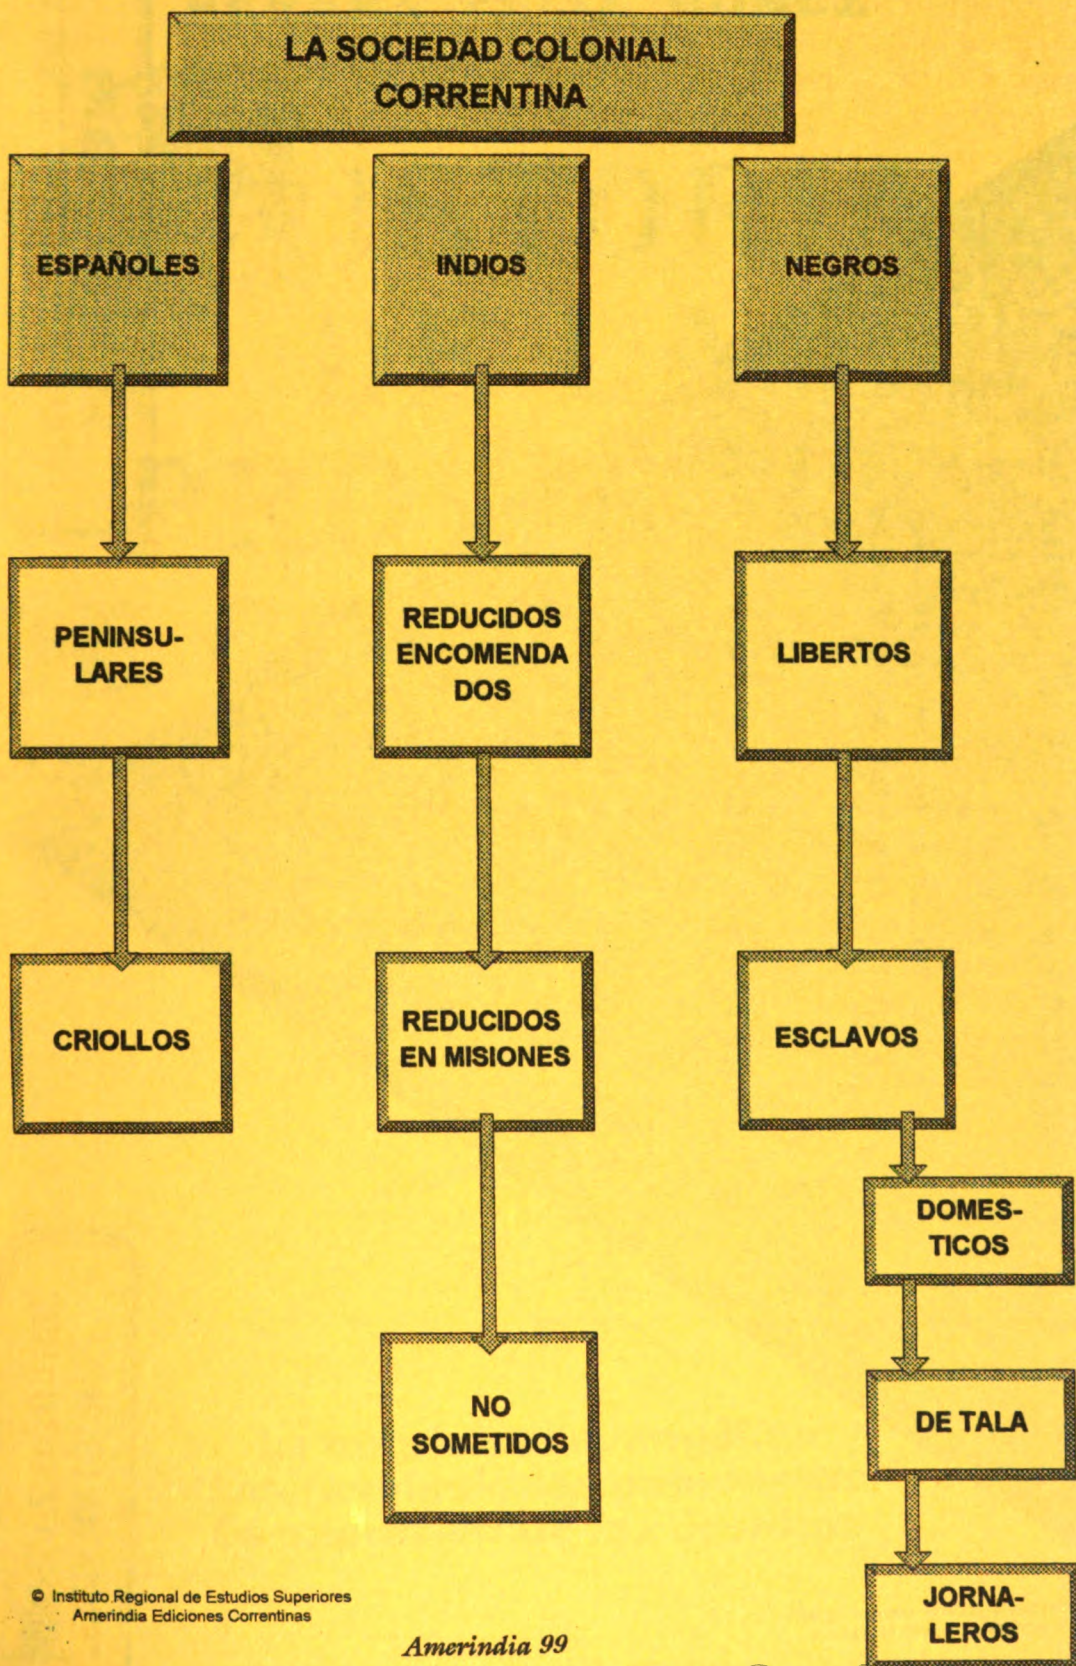 LA SOCIEDAD COLONIAL
CORRENTINA
ESPAÑOLES
INDIOS
NEGROS
PENINSU-
LARES
REDUCIDOS
ENCOMENDA
DOS
LIBERTOS
CRIOLLOS
REDUCIDOS
EN MISIONES
ESCLAVOS
DOMES-
TICOS
NO
SOMETIDOS
DE TALA
JORNA-
LEROS
© Instituto Regional de Estudios Superiores
Amerindia Ediciones Correntinas
Amerindia 99